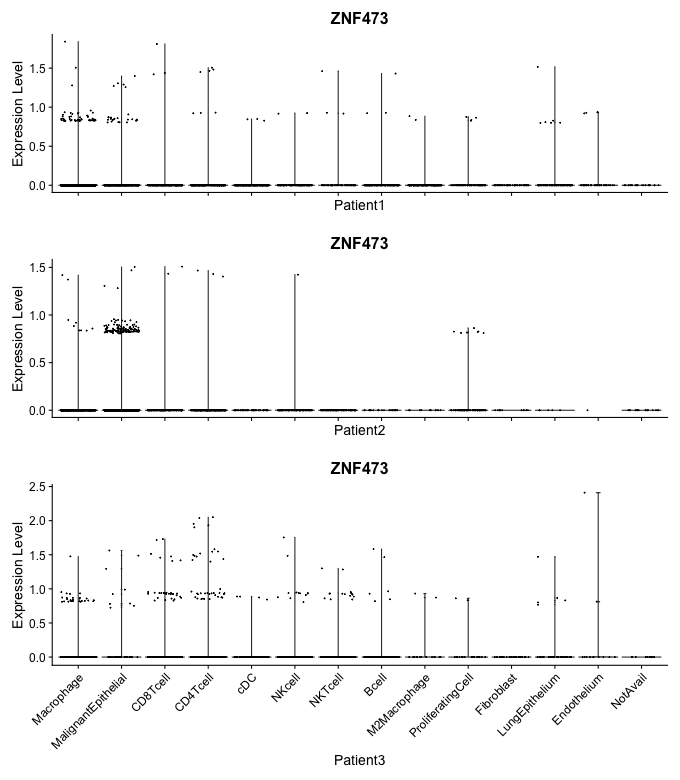 ZNF473
Expression Level
1.5
1.0
0.5
0.0
Patient1
ZNF473
Expression Level
1.5
1.0
0.5
0.0
Patient2
ZNF473
Expression Level
2.5
2.0
1.5
1.0
0.5
0.0
Macrophage
MalignantEpithelial
CD8Tcell
CD4Tcell
cDC
NKcell
NKTcell
Bcell
M2Macrophage
ProliferatingCell
Fibroblast
LungEpithelium
Endothelium
NotAvail
Patient3